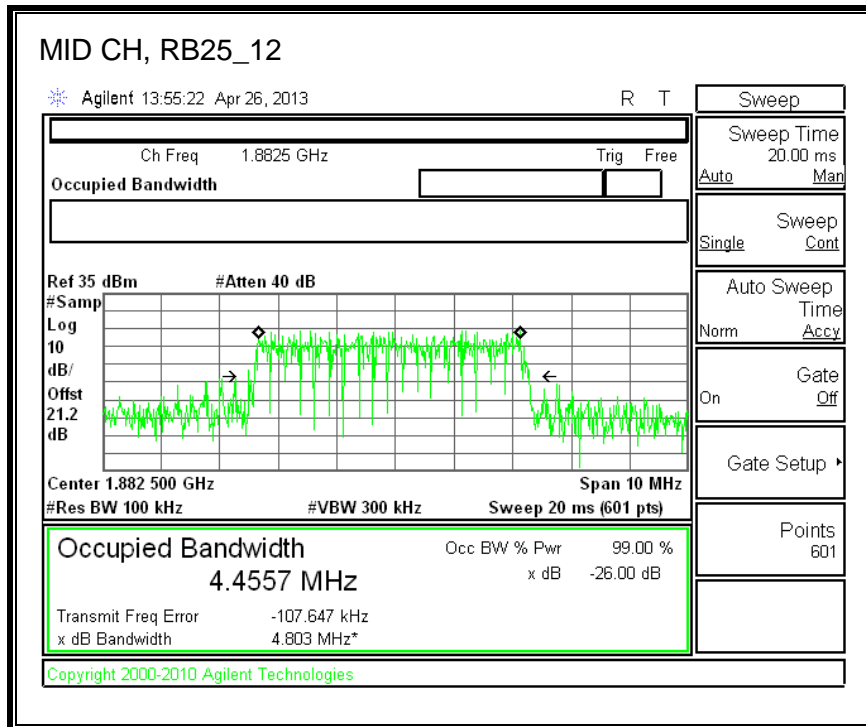 MID CH, RB25_12
Agilent 13:55:22 Apr 26, 2013 R T
Ch Freq 1.8825 GHz Trig Free
Occupied Bandwidth
Ref 35 dBm #Atten 40 dB
#Samp
Log
10
dB/
Offst
21.2
dB
Center 1.882 500 GHz Span 10 MHz
#Res BW 100 kHz #VBW 300 kHz Sweep 20 ms (601 pts)
Occupied Bandwidth Occ BW % Pwr 99.00 %
4.4557 MHz x dB -26.00 dB
Transmit Freq Error -107.647 kHz
x dB Bandwidth 4.803 MHz*
Copyright 2000-2010 Agilent Technologies
Sweep
Sweep Time
20.00 ms
Auto Man
Sweep
Single Cont
Auto Sweep
Time
Norm Accy
Gate
On Off
Gate Setup
Points
601